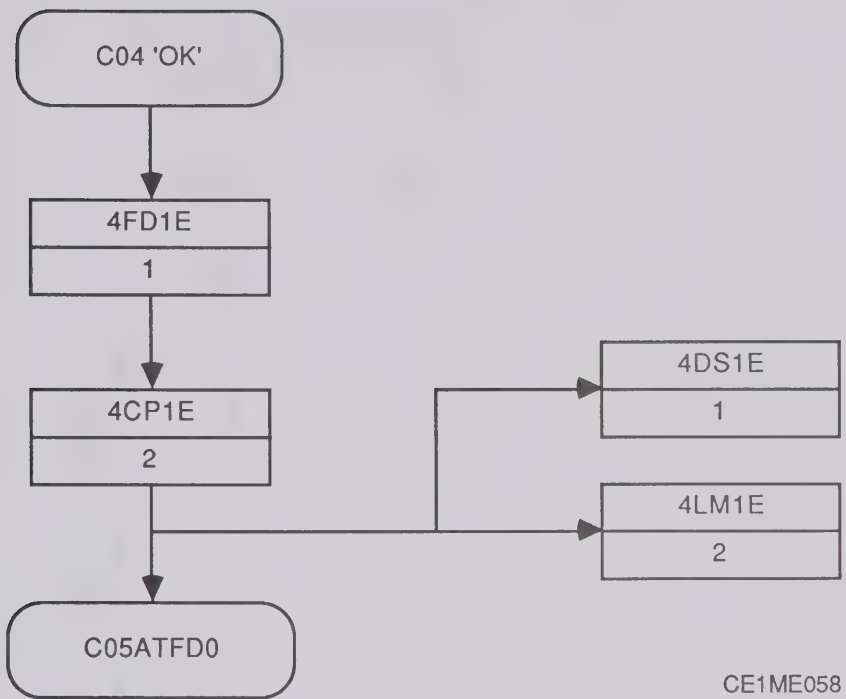 C04 'OK'
4FD1E
1
4CP1E
2
4DS1E
1
4LM1E
2
C05ATFD0
CE1ME058